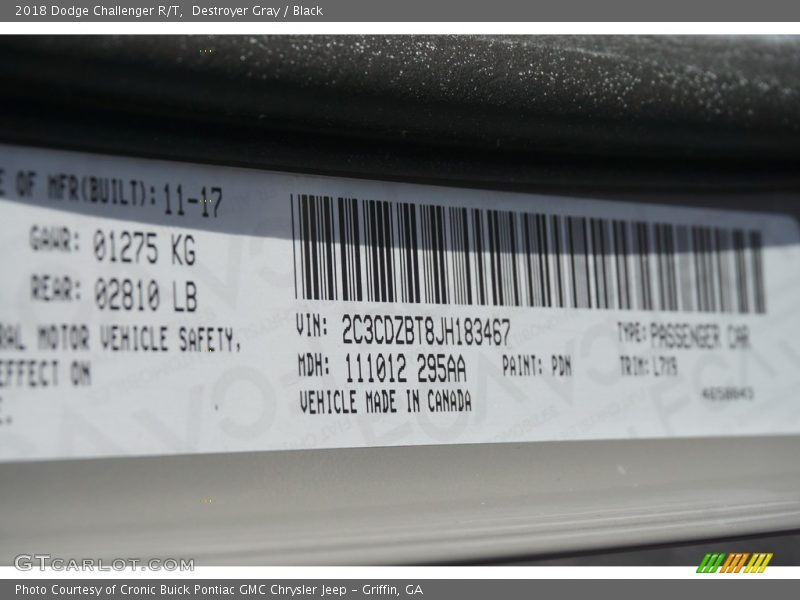 2018 Dodge Challenger R/T, Destroyer Gray / Black
E OF MFR(BUILT): 11-17
GAWR: 01275 KG
REAR: 02810 LB
RAL MOTOR VEHICLE SAFETY,
EFFECT ON
VIN: 2C3CDZBT8JH183467
TYPE: PASSENGER CAR
MDH: 111012 295AA
PAINT: PDN
TRIM: L7X9
VEHICLE MADE IN CANADA
GTCARLOT.COM
Photo Courtesy of Cronic Buick Pontiac GMC Chrysler Jeep – Griffin, GA